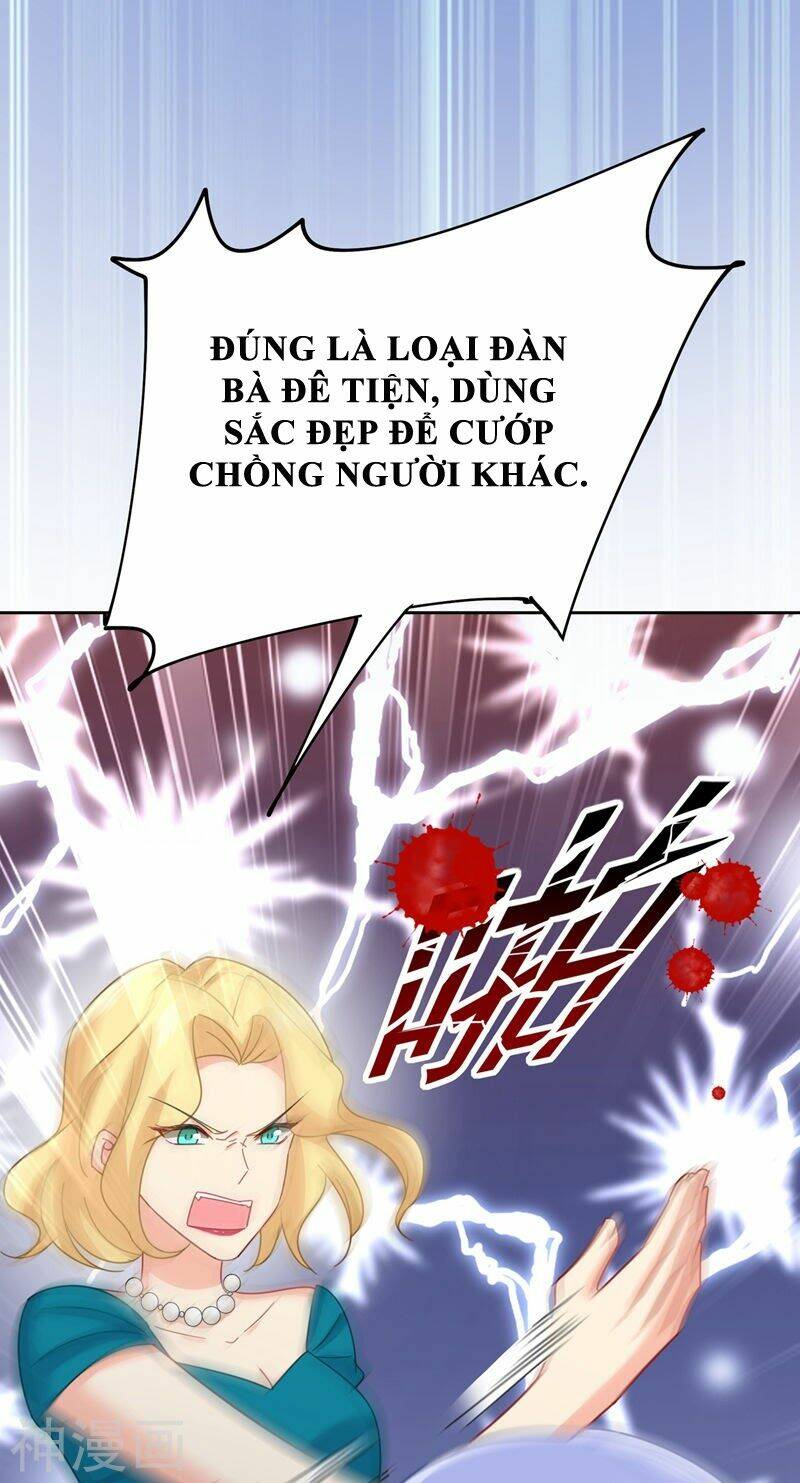 ĐÚNG LÀ LOẠI ĐÀN
BÀ ĐÊ TIỆN, DÙNG
SẮC ĐẸP ĐỂ CƯỚP
CHỒNG NGƯỜI KHÁC.
神漫画